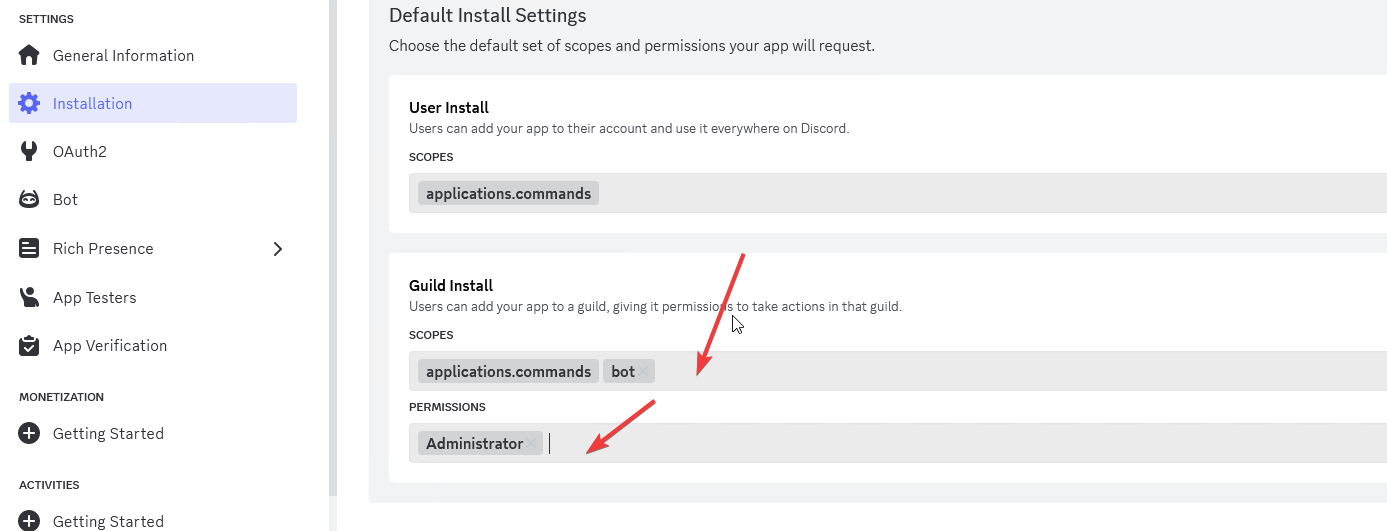 SETTINGS
General Information
Installation
OAuth2
Bot
Rich Presence
App Testers
App Verification
MONETIZATION
Getting Started
ACTIVITIES
Getting Started
Default Install Settings
Choose the default set of scopes and permissions your app will request.
User Install
Users can add your app to their account and use it everywhere on Discord.
SCOPES
applications.commands
Guild Install
Users can add your app to a guild, giving it permissions to take actions in that guild.
SCOPES
applications.commands bot
PERMISSIONS
Administrator